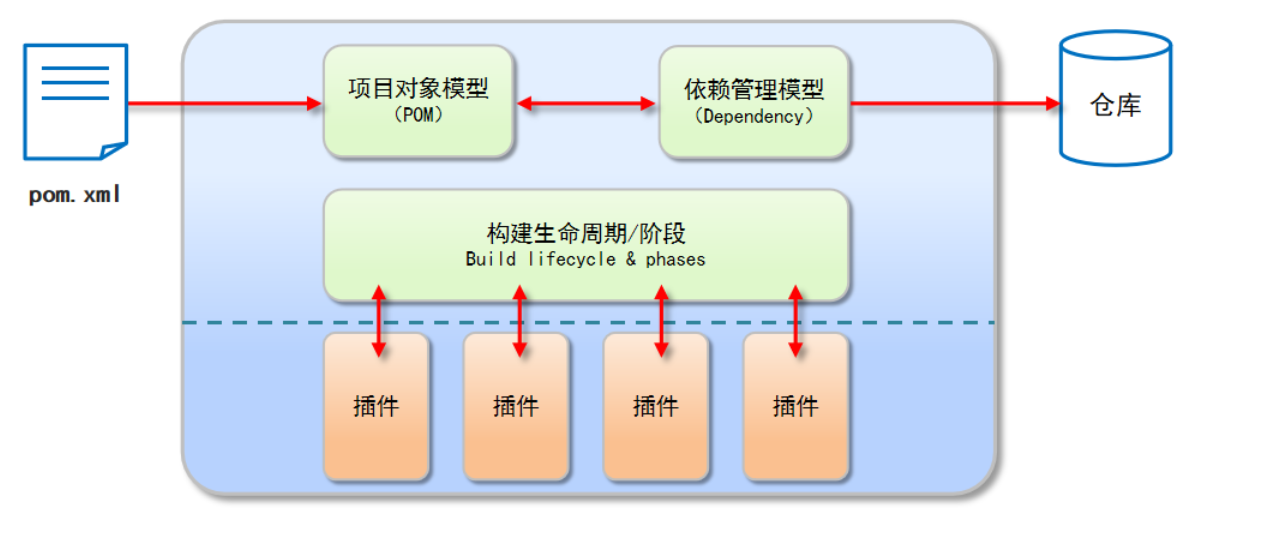 项目对象模型
（POM）
依赖管理模型
（Dependency）
仓库
pom.xml
构建生命周期/阶段
Build lifecycle & phases
插件
插件
插件
插件